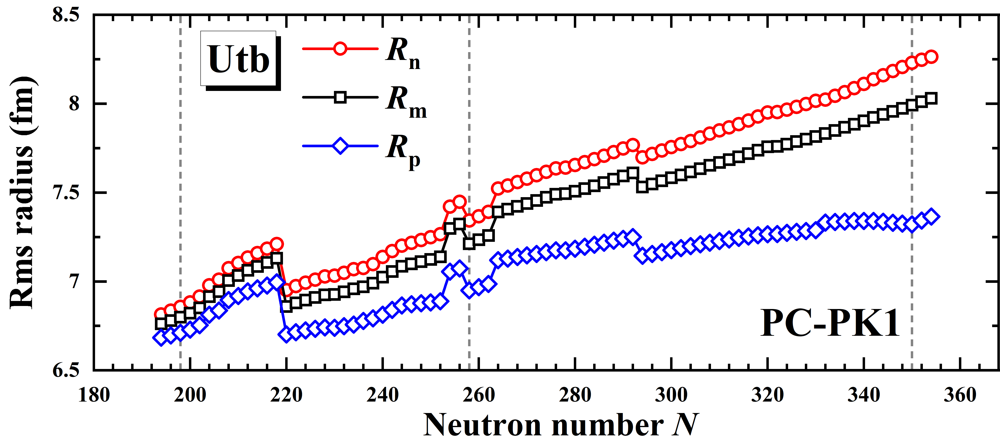 8.5
8
7.5
7
6.5
Rms radius (fm)
Utb
Rn
Rm
Rp
PC-PK1
180 200 220 240 260 280 300 320 340 360
Neutron number N